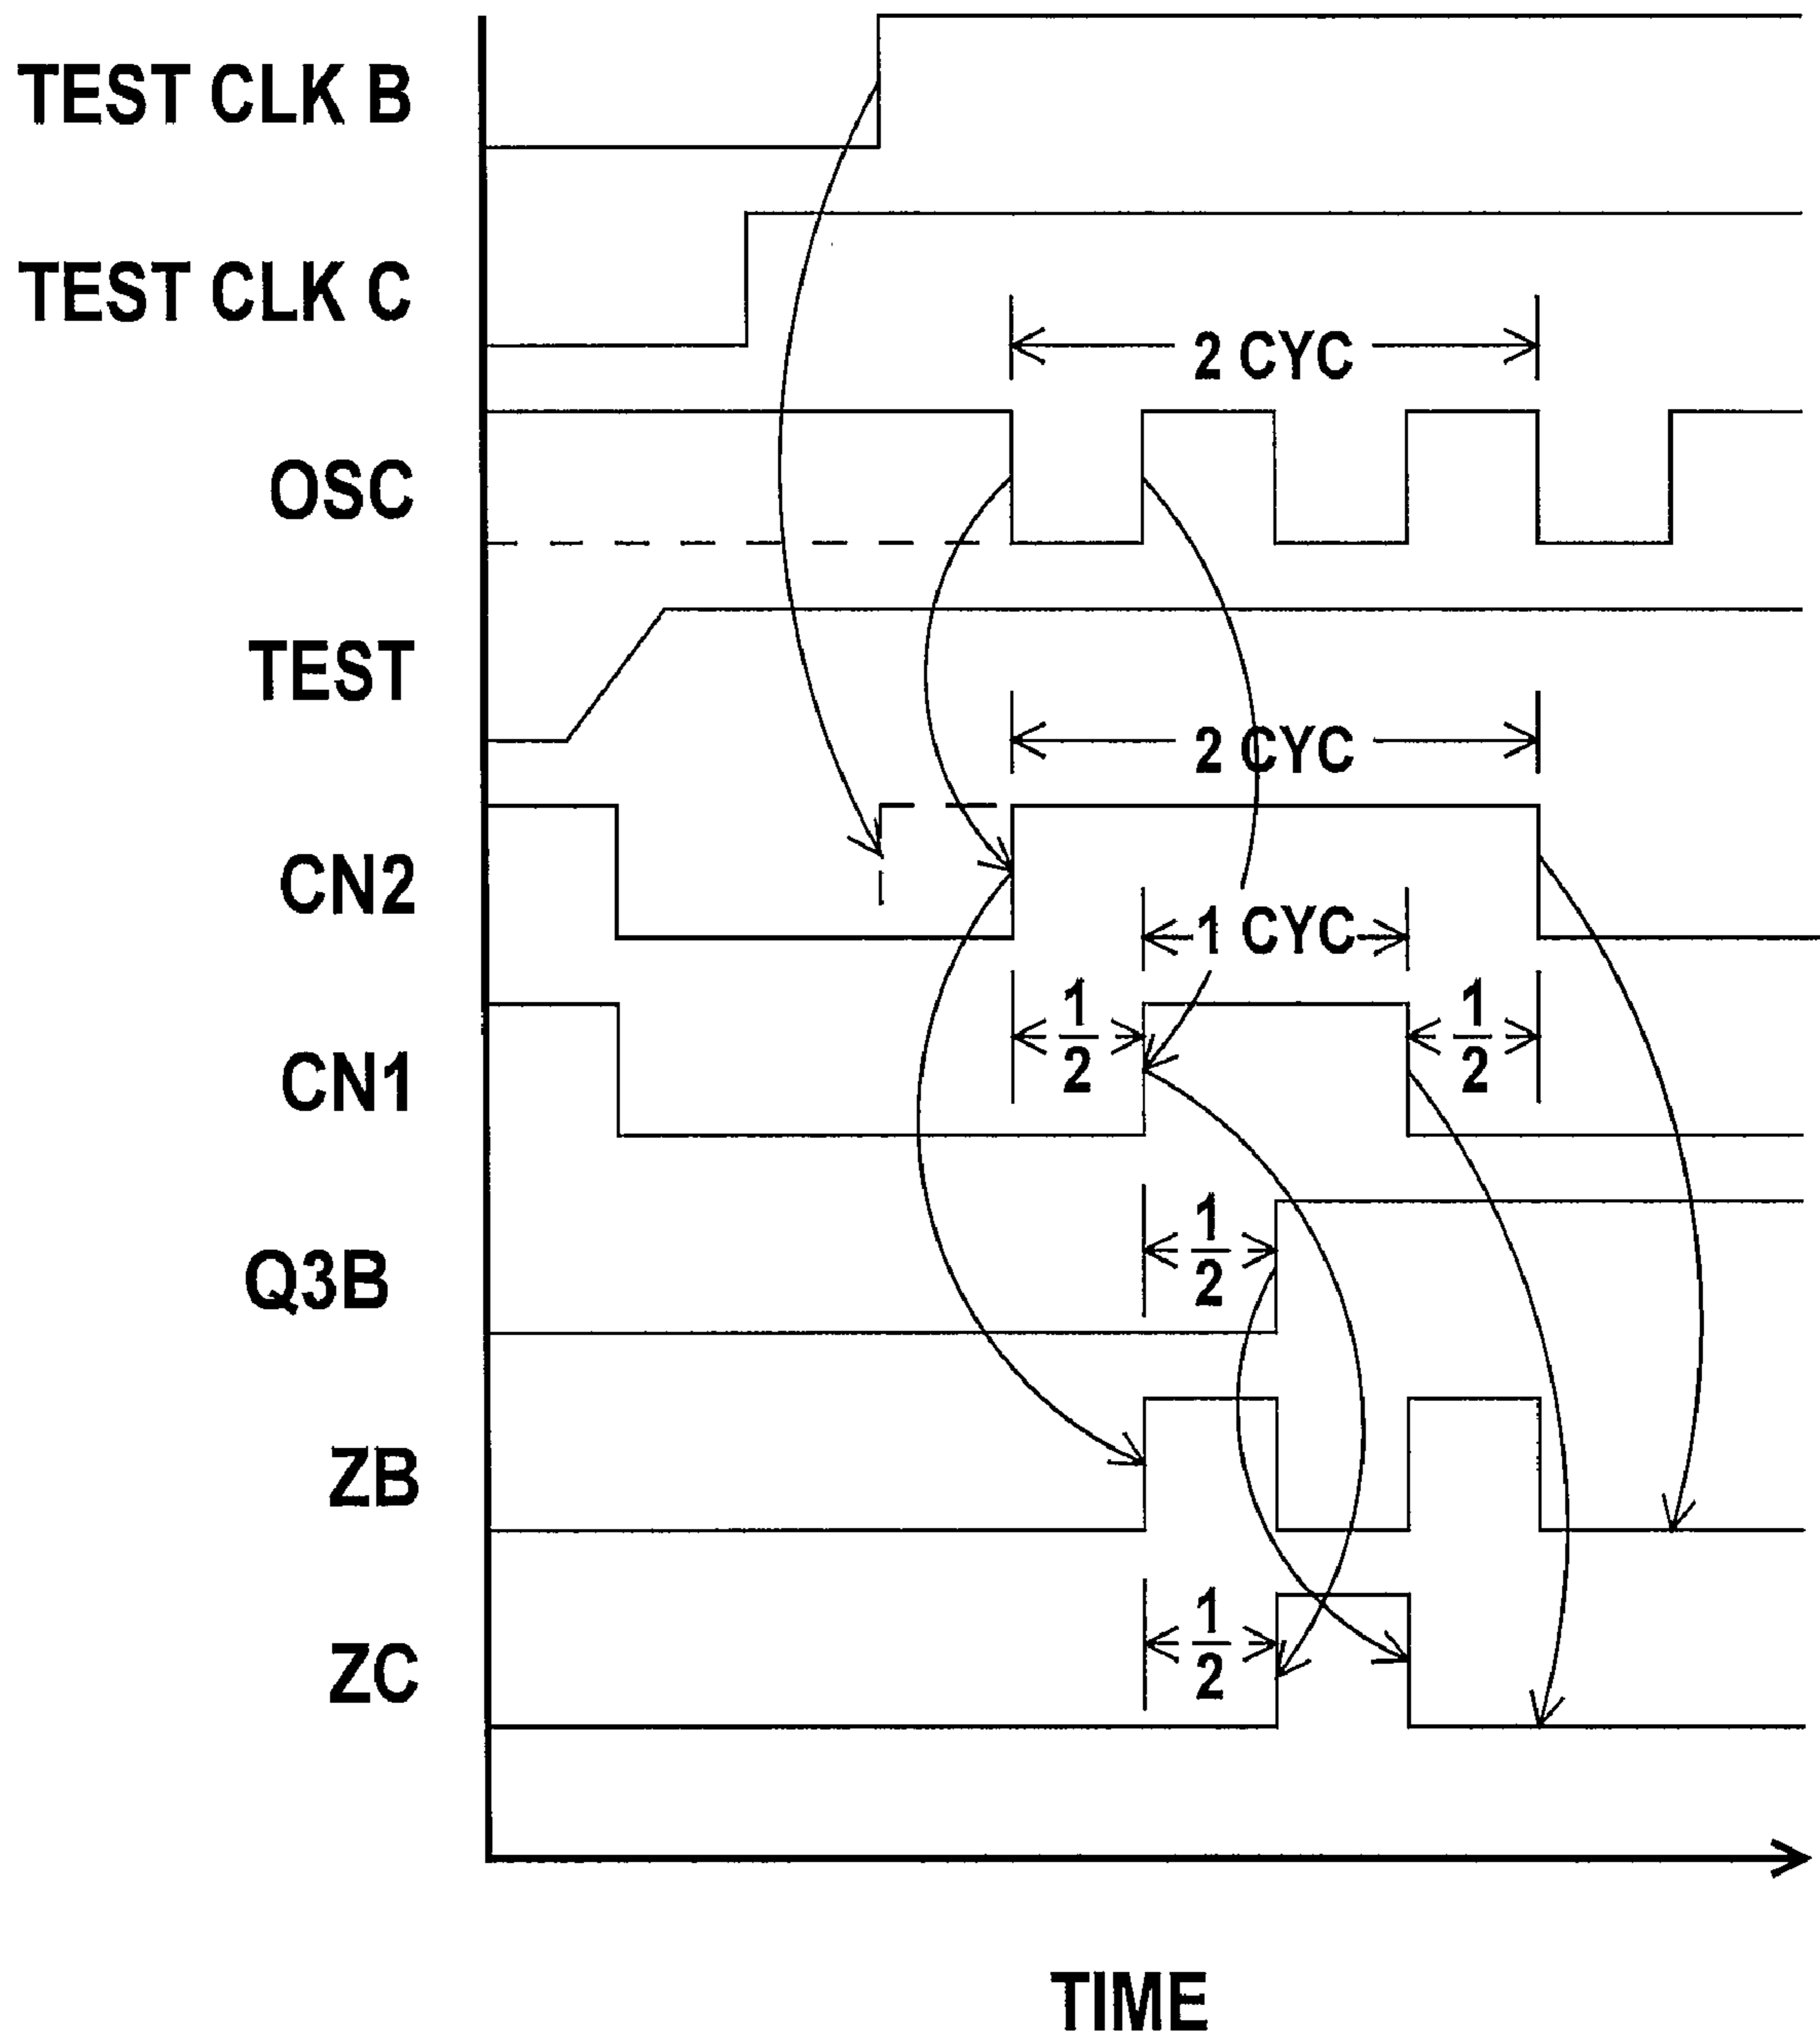 TEST CLK B
TEST CLK C
2 CYC
OSC
TEST
2 CYC
CN2
1 CYC
1/2
1/2
CN1
1/2
Q3B
ZB
1/2
ZC
TIME